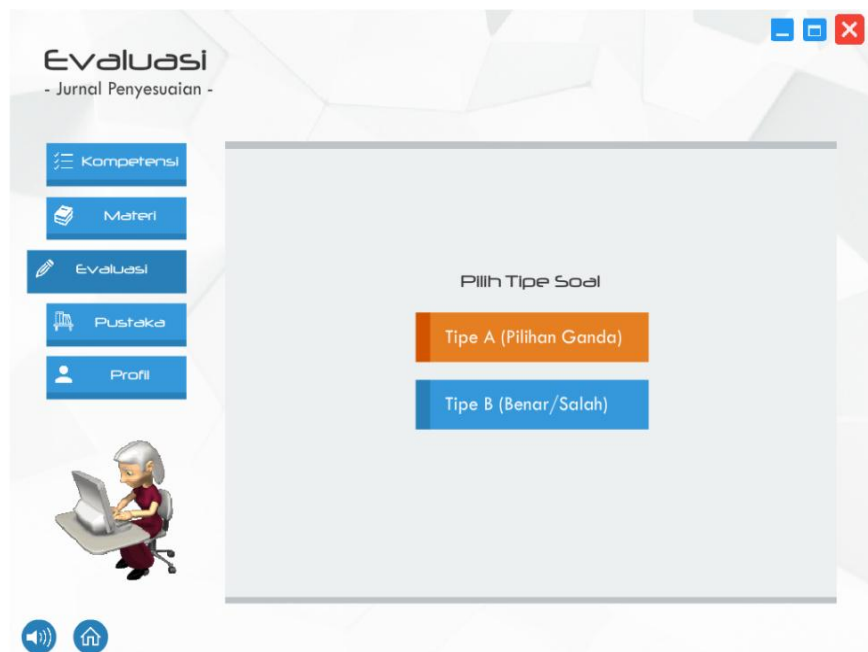 Evaluasi
- Jurnal Penyesuaian -
Kompetensi
Materi
Evaluasi
Pustaka
Profil
Pilih Tipe Soal
Tipe A (Pilihan Ganda)
Tipe B (Benar/Salah)